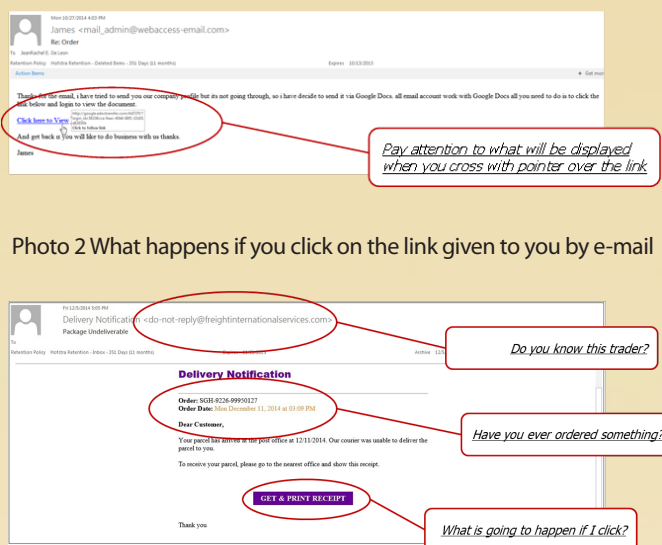 Mon 10/27/2014 4:03 PM
James <mail_admin@webaccess-email.com>
Re: Order
To JeanRachel E. De Leon
Retention Policy Mofitra Retention - Deleted Items - 351 Days (11 months) Expires 10/13/2015
Action Items + Get mor
Thanks for the email, i have tried to send you our company profile but its not going through, so i have decide to send it via Google Docs. all email account work with Google Docs all you need to do is to click the
link below and login to view the document.
Click here to View
Click to follow link
And get back if you will like to do business with us thanks.
James
Pay attention to what will be displayed
when you cross with pointer over the link
Photo 2 What happens if you click on the link given to you by e-mail
Fri 12/5/2014 5:03 PM
Delivery Notification <do-not-reply@freightinternationalservices.com>
Package Undeliverable
To
Retention Policy Mofitra Retention - Inbox - 351 Days (11 months) Archive
Do you know this trader?
Delivery Notification
Order: SGH-9226-99950127
Order Date: Mon December 11, 2014 at 03:09 PM
Dear Customer,
Your parcel has arrived at the post office at 12/11/2014. Our courier was unable to deliver the
parcel to you.
Have you ever ordered something?
To receive your parcel, please go to the nearest office and show this receipt.
GET & PRINT RECEIPT
Thank you
What is going to happen if I click?